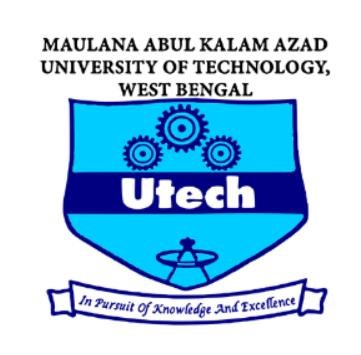 MAULANA ABUL KALAM AZAD
UNIVERSITY OF TECHNOLOGY,
WEST BENGAL
Utech
In Pursuit Of Knowledge And Excellence